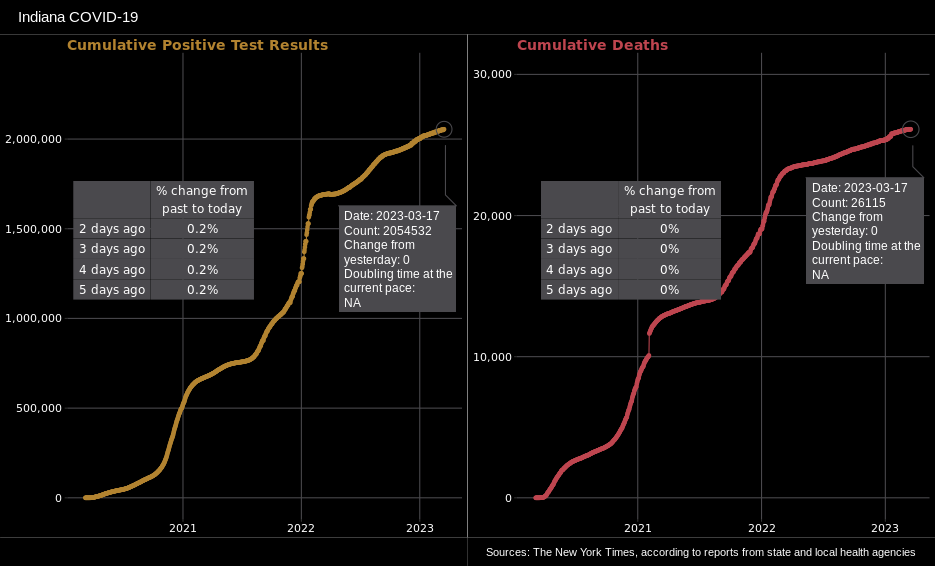 Indiana COVID-19
Cumulative Positive Test Results
2,000,000
1,500,000
1,000,000
500,000
0
2021
2022
2023
% change from
past to today
2 days ago 0.2%
3 days ago 0.2%
4 days ago 0.2%
5 days ago 0.2%
Date: 2023-03-17
Count: 2054532
Change from
yesterday: 0
Doubling time at the
current pace:
NA
Cumulative Deaths
30,000
20,000
10,000
0
2021
2022
2023
% change from
past to today
2 days ago 0%
3 days ago 0%
4 days ago 0%
5 days ago 0%
Date: 2023-03-17
Count: 26115
Change from
yesterday: 0
Doubling time at the
current pace:
NA
Sources: The New York Times, according to reports from state and local health agencies